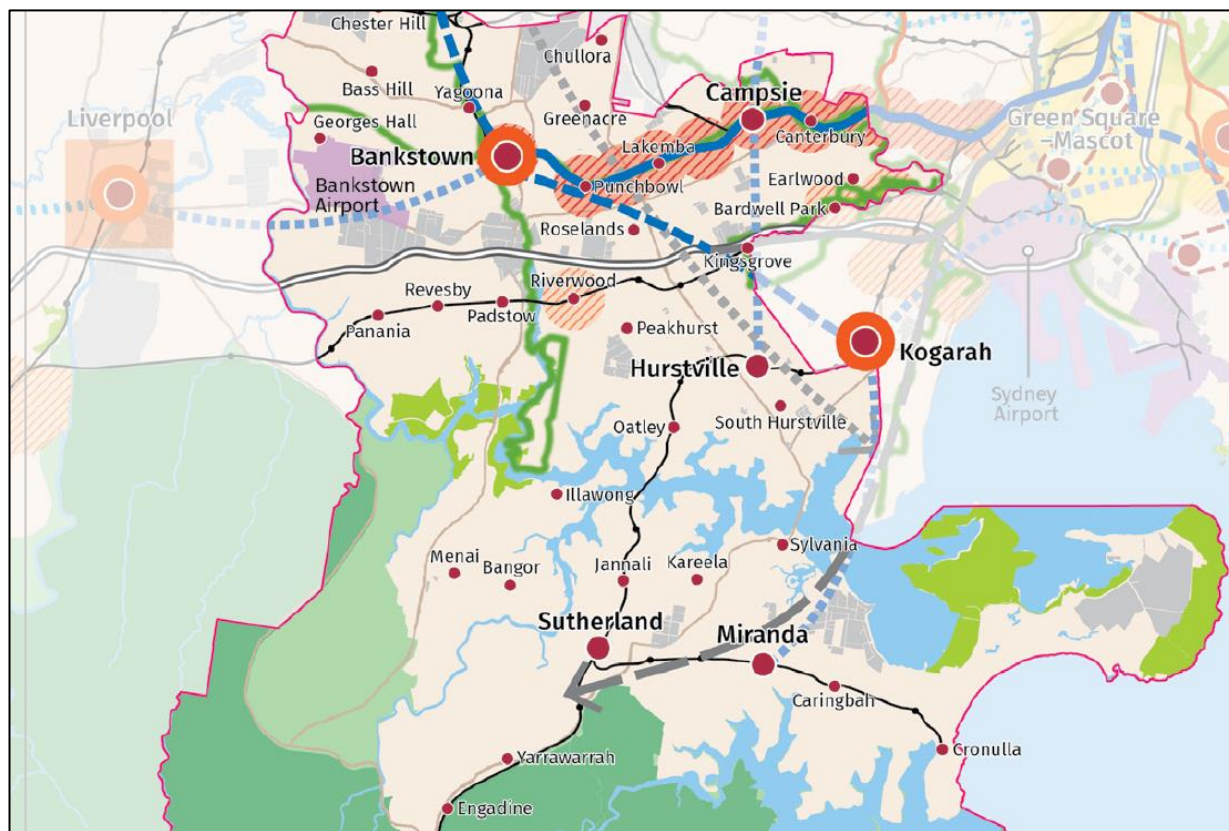 Chester Hill
Chullora
Bass Hill
Yagoona
Campsie
Liverpool
Georges Hall
Greenacre
Canterbury
Green Square
–Mascot
Bankstown
Lakemba
Bankstown
Airport
Punchbowl
Earlwood
Bardwell Park
Roselands
Kingsgrove
Riverwood
Revesby
Padstow
Panania
Peakhurst
Hurstville
Kogarah
Sydney
Airport
South Hurstville
Oatley
Illawong
Sylvania
Menai
Bangor
Jannali
Kareela
Sutherland
Miranda
Caringbah
Cronulla
Yarrawarrah
Engadine